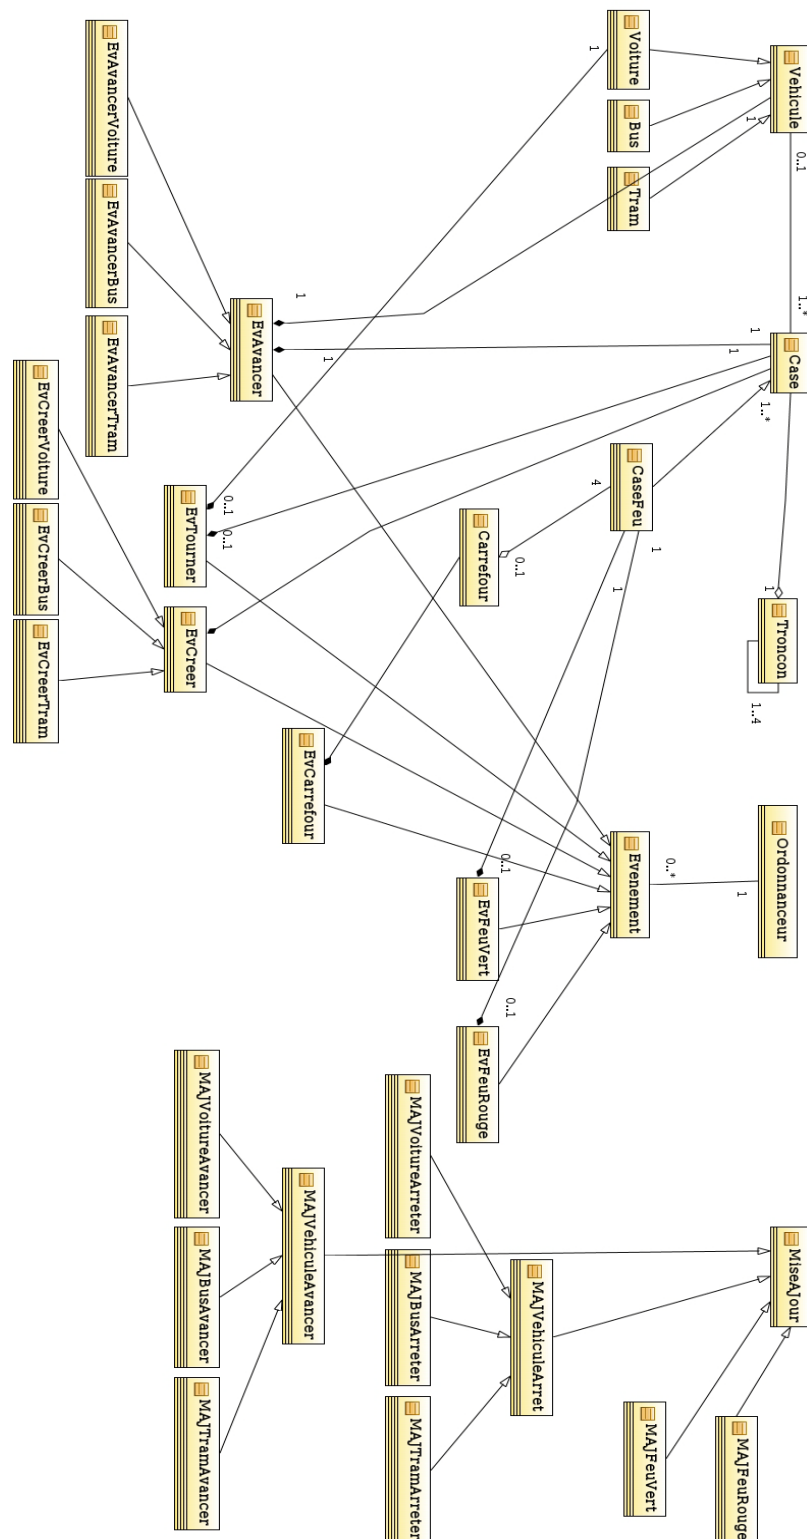 Vehicule
0..1
1..*
Case
1
Troncon
1..4
Ordonnanceur
1
MiseAJour
MAJFeuRouge
Voiture
Bus
Tram
1
1
1
1
1..*
CaseFeu
4
1
1
Evenement
0..*
MAJFeuVert
Carrefour
0..1
EvFeuVert
0..1
EvFeuRouge
0..1
MAJVehiculeArret
MAJVoitureArreter
MAJBusArreter
MAJTramArreter
EvAvancer
1
1
EvCarrefour
MAJVehiculeAvancer
EvTourner
0..1
0..1
EvCreer
MAJVoitureAvancer
MAJBusAvancer
MAJTramAvancer
EvAvancerVoiture
EvAvancerBus
EvAvancerTram
EvCreerVoiture
EvCreerBus
EvCreerTram